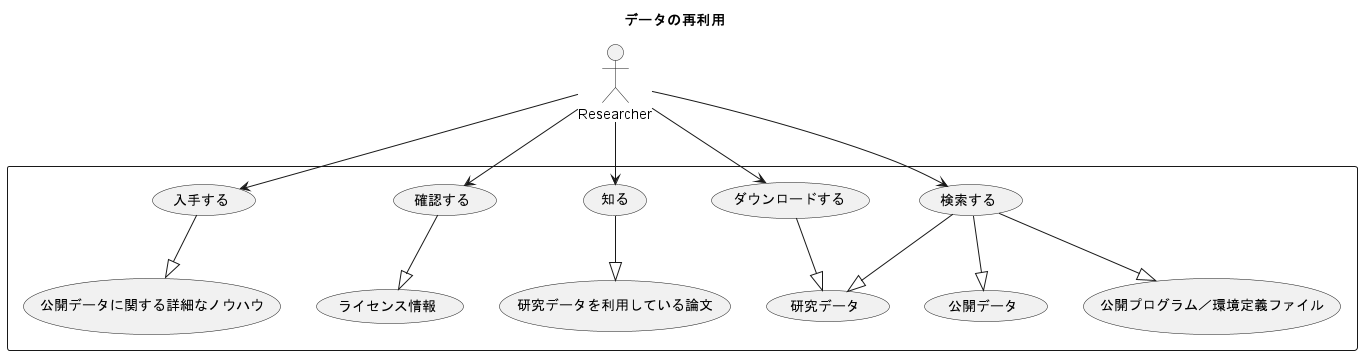 データの再利用
Researcher
入手する
確認する
知る
ダウンロードする
検索する
公開データに関する詳細なノウハウ
ライセンス情報
研究データを利用している論文
研究データ
公開データ
公開プログラム／環境定義ファイル